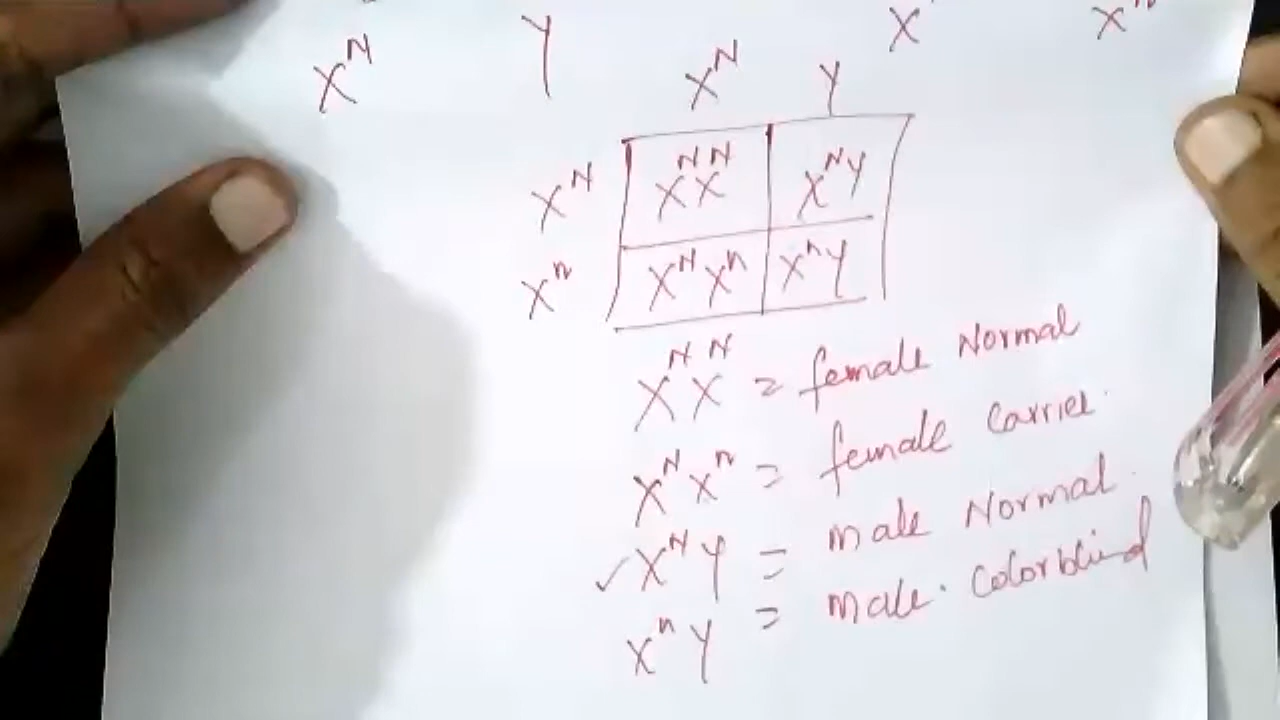 X^N Y X X^n
X^N Y
X^N X^N X^N Y
X^N X^n X^n Y
X^N X^n X^n Y
X^N X^N = female Normal
X^N X^n = female carrier.
✓ X^N Y = male Normal.
X^n Y = male. Colorblind